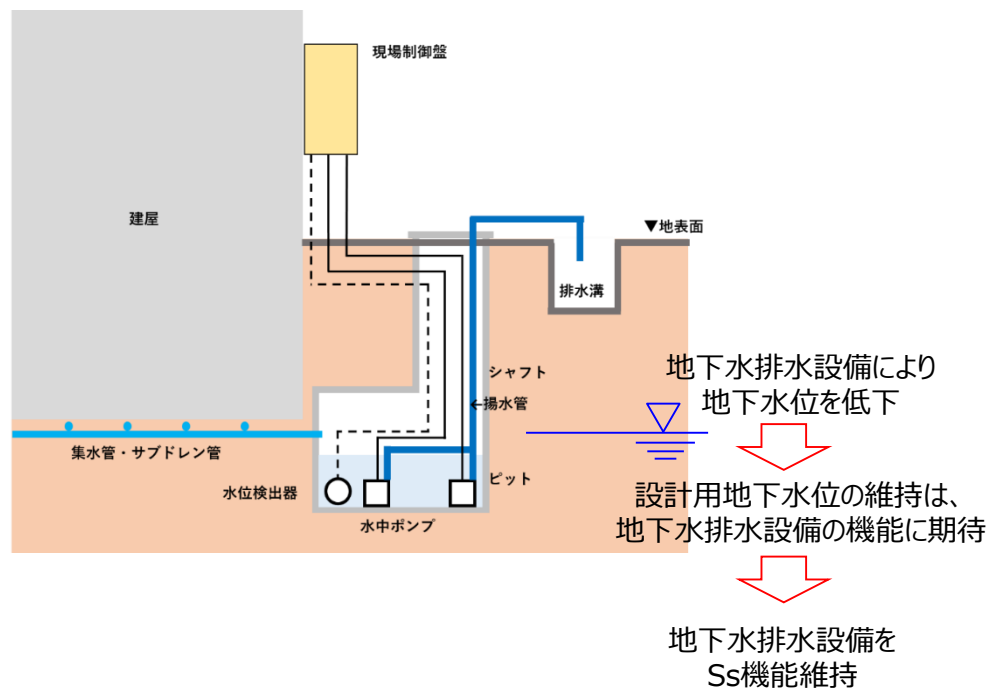 現場制御盤
建屋
▼地表面
排水溝
シャフト
←揚水管
集水管・サブドレン管
水位検出器
ピット
水中ポンプ
地下水排水設備により
地下水位を低下
設計用地下水位の維持は、
地下水排水設備の機能に期待
地下水排水設備を
Ss機能維持